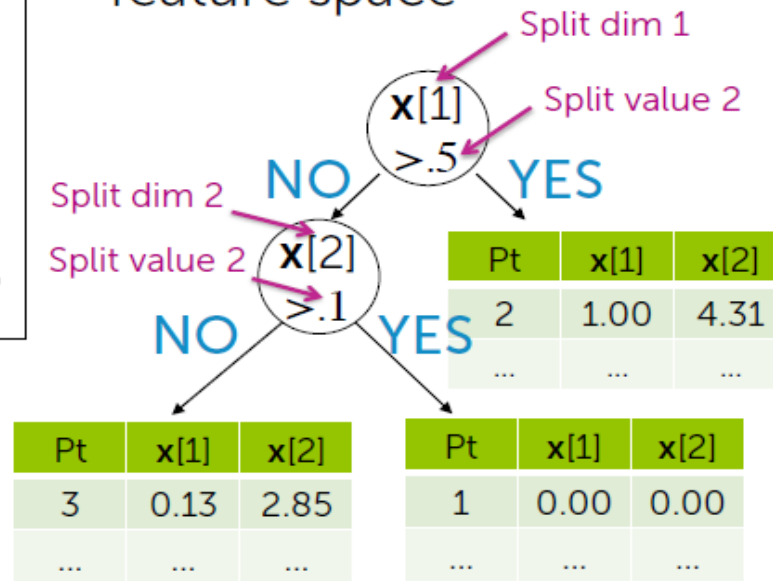 feature space
Split dim 1
x[1]
>.5
Split value 2
NO
YES
Split dim 2
x[2]
>.1
Split value 2
NO
YES
Pt x[1] x[2]
2 1.00 4.31
... ... ...
Pt x[1] x[2]
3 0.13 2.85
... ... ...
Pt x[1] x[2]
1 0.00 0.00
... ... ...